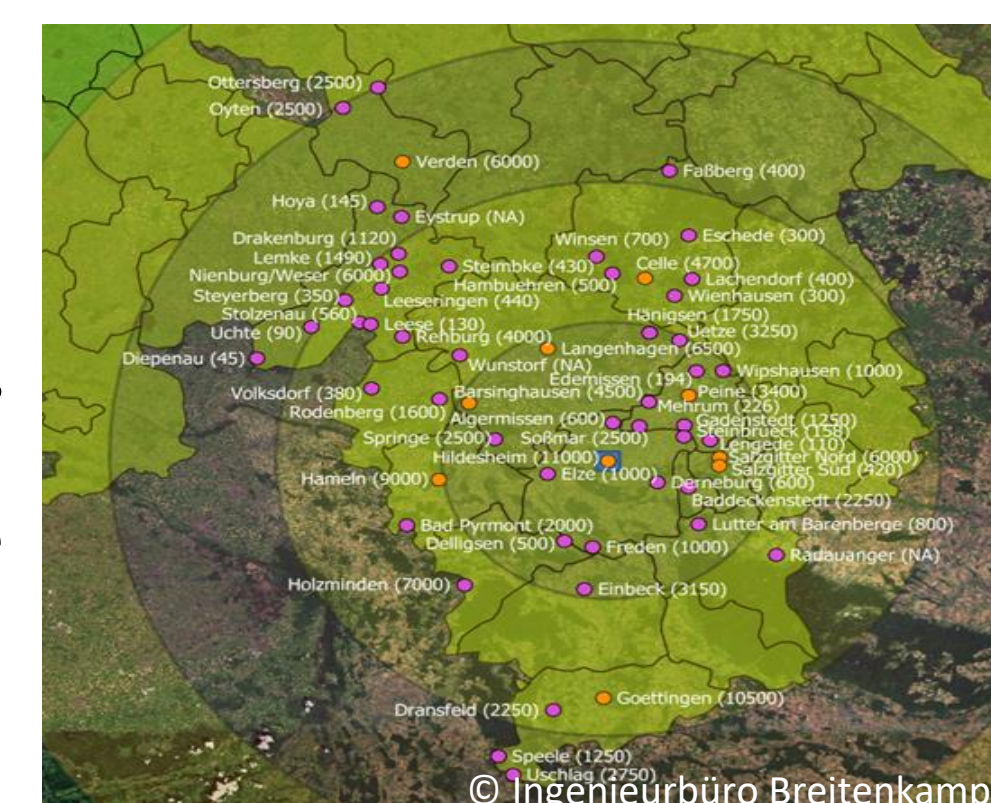 Ottersberg (2500)
Oyten (2500)
Verden (6000)
Faßberg (400)
Hoya (145)
Eystrup (NA)
Drakenburg (1120)
Winsen (700)
Eschede (300)
Lemke (1490)
Steimbke (430)
Celle (4700)
Nienburg/Weser (6000)
Hambuehren (500)
Lachendorf (400)
Steyerberg (350)
Leeseringen (440)
Wienhausen (300)
Stolzenau (560)
Hänigsen (1750)
Uchte (90)
Leese (130)
Rehburg (4000)
Uetze (3250)
Langenhagen (6500)
Diepenau (45)
Wunstorf (NA)
Edemissen (194)
Wipshausen (1000)
Volksdorf (380)
Barsinghausen (4500)
Peine (3400)
Rodenberg (1600)
Mehrum (226)
Algermissen (600)
Gadenstedt (1250)
Steinbrueck (158)
Springe (2500)
Soßmar (2500)
Lengede (110)
Hildesheim (11000)
Salzgitter Nord (6000)
Salzgitter Süd (420)
Hameln (9000)
Elze (1000)
Derneburg (600)
Baddeckenstedt (2250)
Bad Pyrmont (2000)
Lutter am Barenberge (800)
Delligsen (500)
Freden (1000)
Radauanger (NA)
Holzminden (7000)
Einbeck (3150)
Goettingen (10500)
Dransfeld (2250)
Speele (1250)
Uschlag (2750)
© Ingenieurbüro Breitenkamp